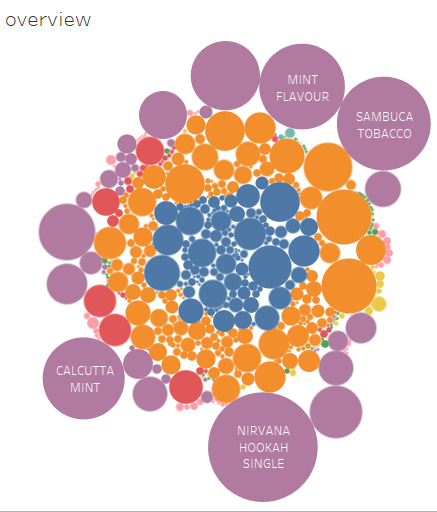 overview
MINT
FLAVOUR
SAMBUCA
TOBACCO
CALCUTTA
MINT
NIRVANA
HOOKAH
SINGLE